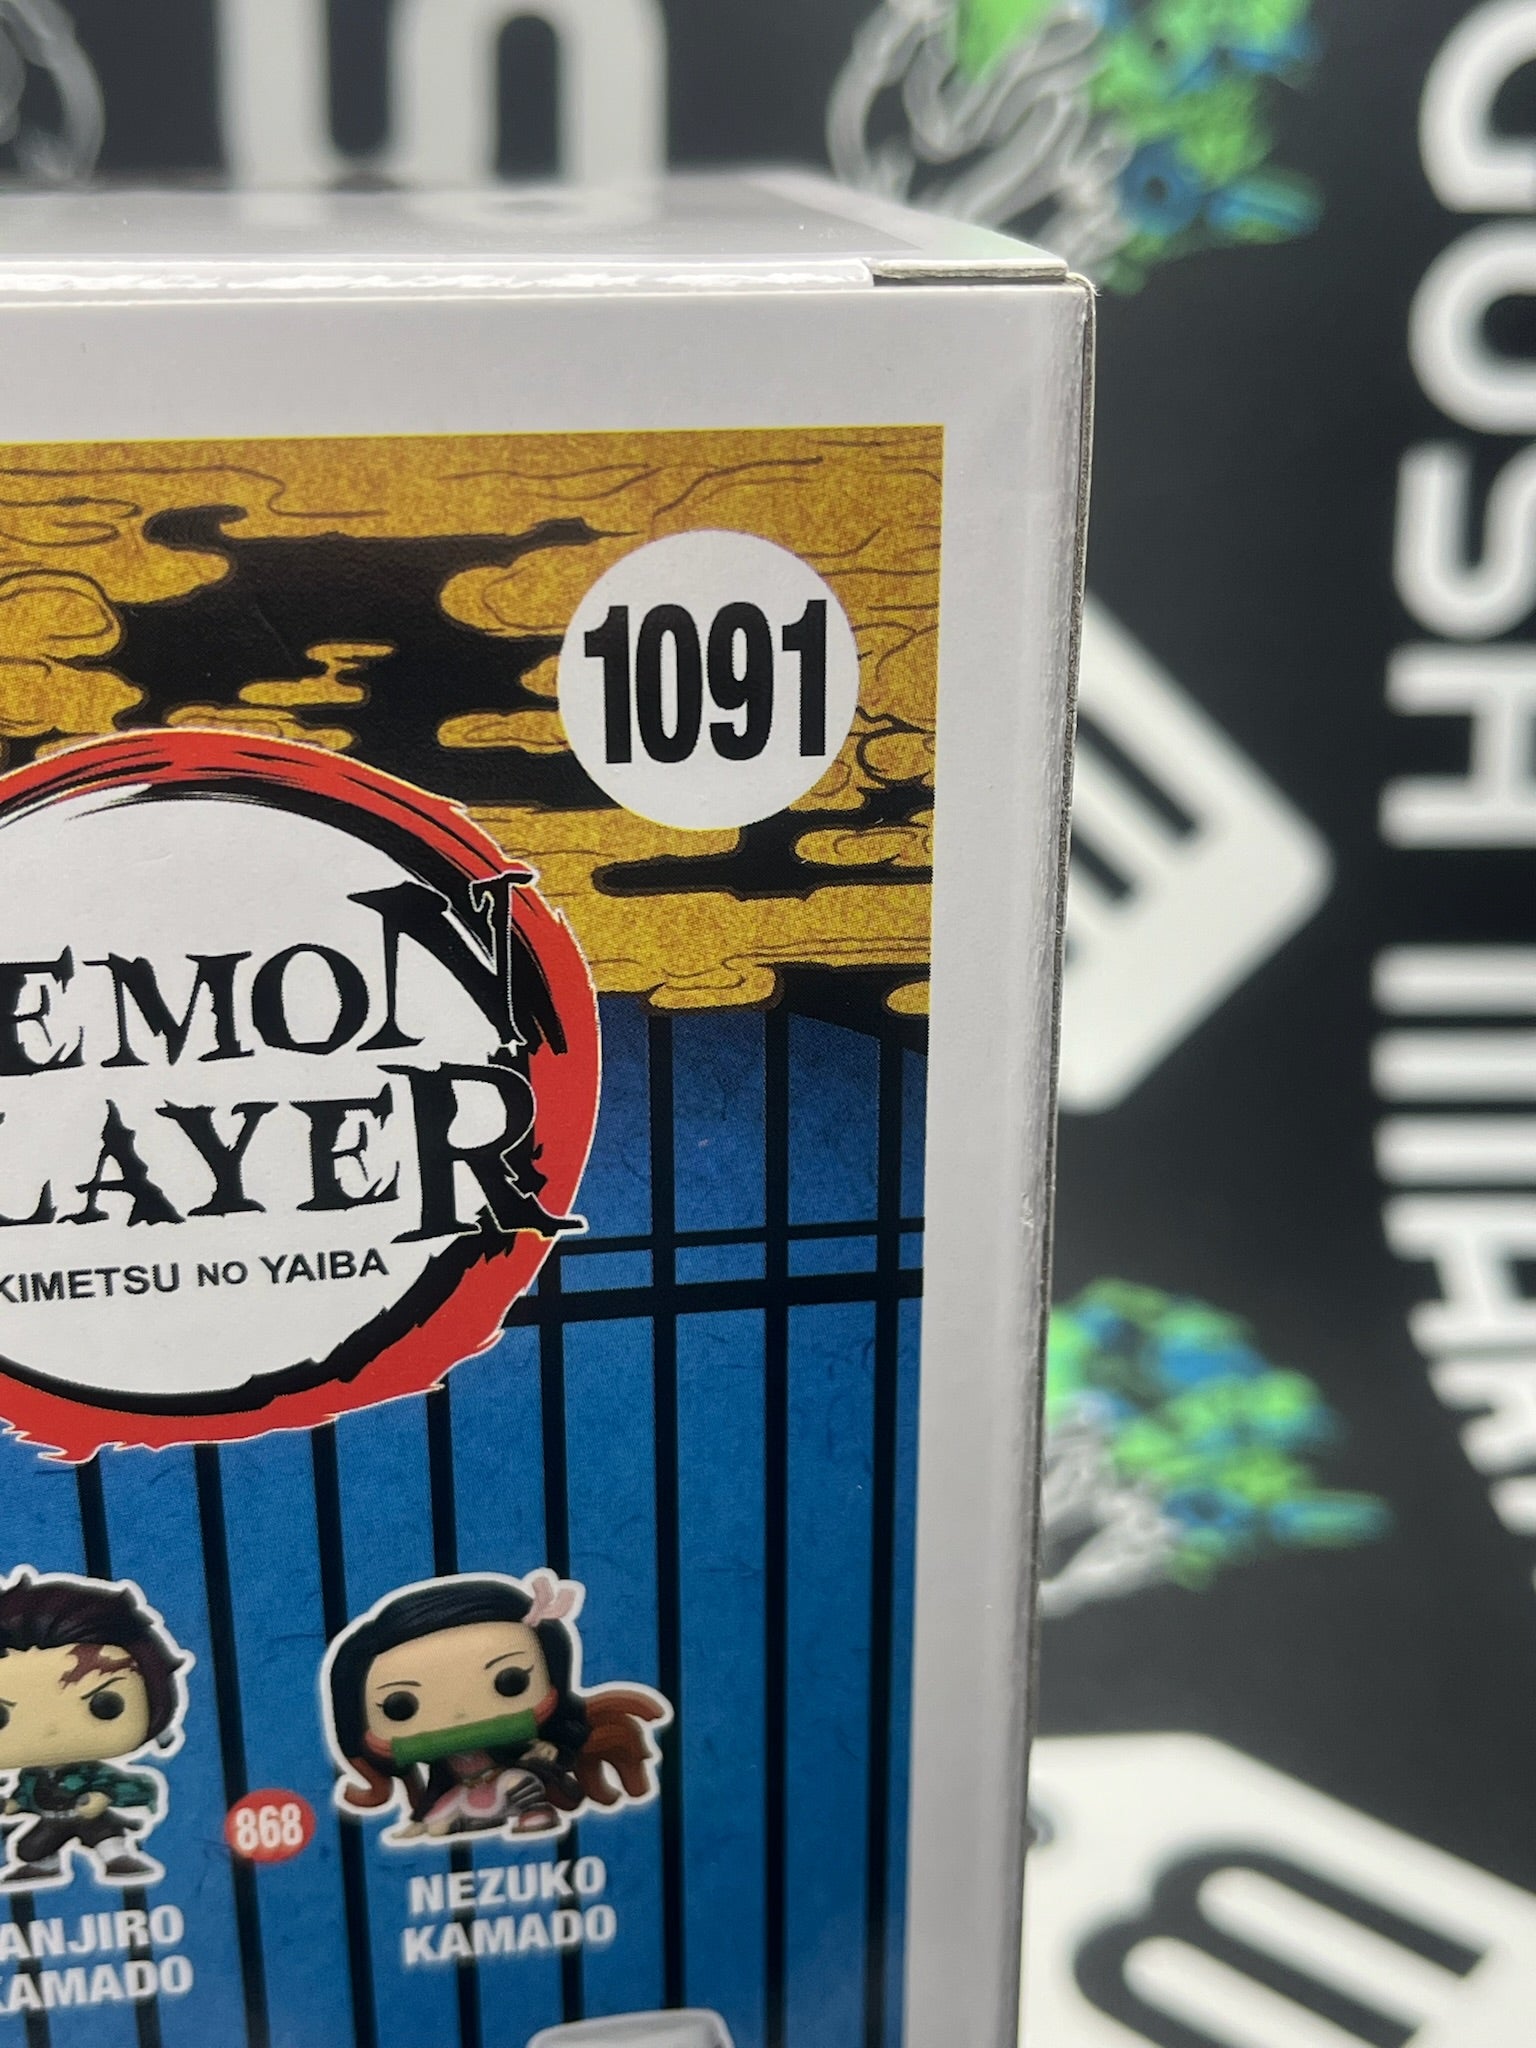 1091
EMON
LAYER
KIMETSU NO YAIBA
868
ANJIRO
KAMADO
NEZUKO
KAMADO